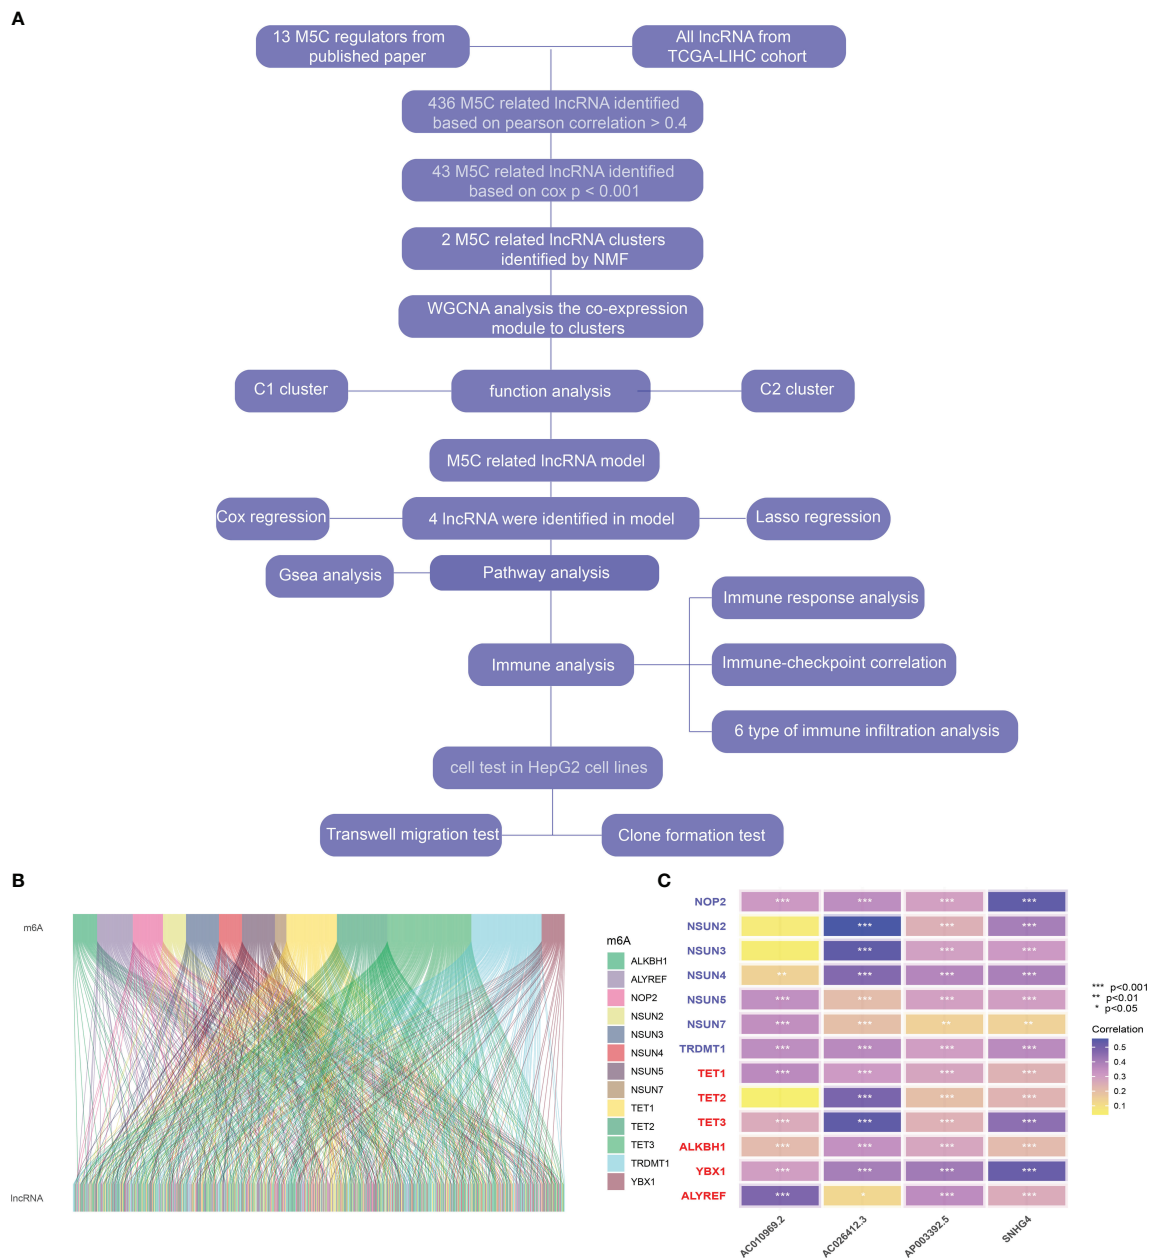 A
13 M5C regulators from
published paper
All lncRNA from
TCGA-LIHC cohort
436 M5C related lncRNA identified
based on pearson correlation > 0.4
43 M5C related lncRNA identified
based on cox p < 0.001
2 M5C related lncRNA clusters
identified by NMF
WGCNA analysis the co-expression
module to clusters
C1 cluster
function analysis
C2 cluster
M5C related lncRNA model
Cox regression
4 lncRNA were identified in model
Lasso regression
Gsea analysis
Pathway analysis
Immune response analysis
Immune analysis
Immune-checkpoint correlation
6 type of immune infiltration analysis
cell test in HepG2 cell lines
Transwell migration test
Clone formation test
B
m6A
lncRNA
m6A
ALKBH1
ALYREF
NOP2
NSUN2
NSUN3
NSUN4
NSUN5
NSUN7
TET1
TET2
TET3
TRDMT1
YBX1
C
NOP2 *** *** *** ***
NSUN2 *** *** ***
NSUN3 *** *** ***
NSUN4 ** *** *** ***
NSUN5 *** *** *** ***
NSUN7 *** *** ** **
TRDMT1 *** *** *** ***
TET1 *** *** *** ***
TET2 *** *** ***
TET3 *** *** *** ***
ALKBH1 *** *** *** ***
YBX1 *** *** *** ***
ALYREF *** * *** ***
AC010969.2
AC026412.3
AP003392.5
SNHG4
*** p<0.001
** p<0.01
* p<0.05
Correlation
0.5
0.4
0.3
0.2
0.1